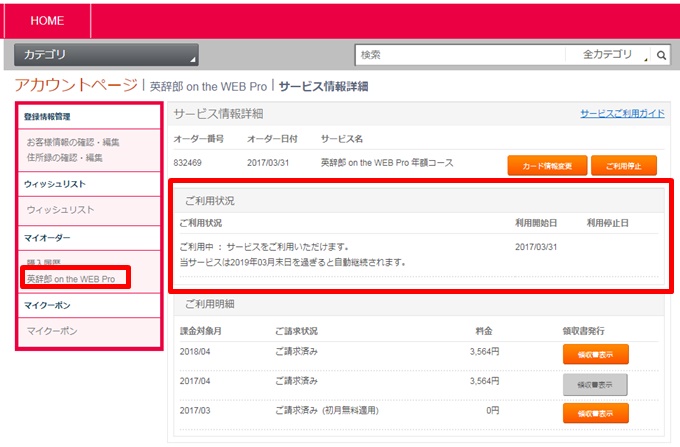 HOME
カテゴリ
検索 全カテゴリ
アカウントページ | 英辞郎 on the WEB Pro | サービス情報詳細
登録情報管理
お客様情報の確認・編集
住所録の確認・編集
ウィッシュリスト
ウィッシュリスト
マイオーダー
購入履歴
英辞郎 on the WEB Pro
マイクーポン
マイクーポン
サービス情報詳細 サービスご利用ガイド
オーダー番号 オーダー日付 サービス名
832469 2017/03/31 英辞郎 on the WEB Pro 年額コース カード情報変更 ご利用停止
ご利用状況
ご利用状況 利用開始日 利用停止日
ご利用中 : サービスをご利用いただけます。 2017/03/31
当サービスは2019年03月末日を過ぎると自動継続されます。
ご利用明細
課金対象月 ご請求状況 料金 領収書発行
2018/04 ご請求済み 3,564円 領収書表示
2017/04 ご請求済み 3,564円 領収書表示
2017/03 ご請求済み (初月無料適用) 0円 領収書表示